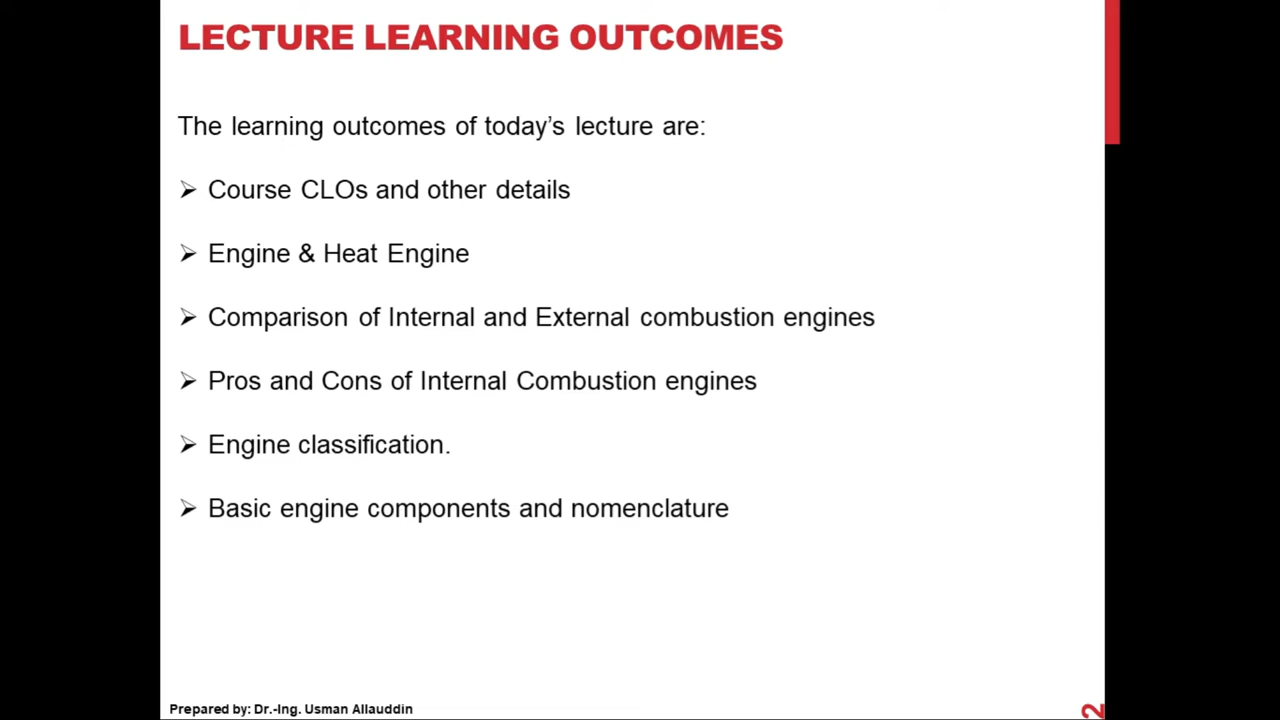 LECTURE LEARNING OUTCOMES
The learning outcomes of today's lecture are:
➢ Course CLOs and other details
➢ Engine & Heat Engine
➢ Comparison of Internal and External combustion engines
➢ Pros and Cons of Internal Combustion engines
➢ Engine classification.
➢ Basic engine components and nomenclature
Prepared by: Dr.-Ing. Usman Allauddin
2